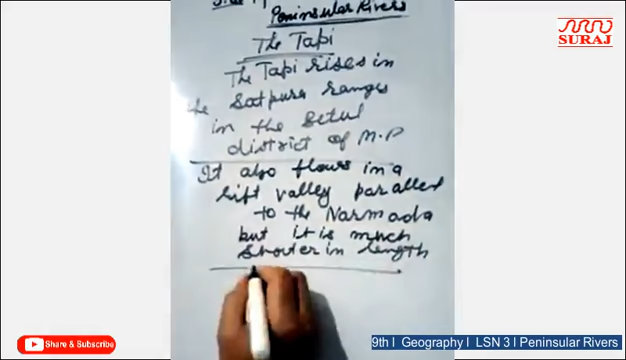 Peninsular Rivers
The Tapi
The Tapi rises in
the Satpura ranges
in the Betul
district of M.P
It also flows in a
rift valley parallel
to the Narmada
but it is much
Shorter in length
SURAJ
Share & Subscribe
9th I Geography I LSN 3 I Peninsular Rivers